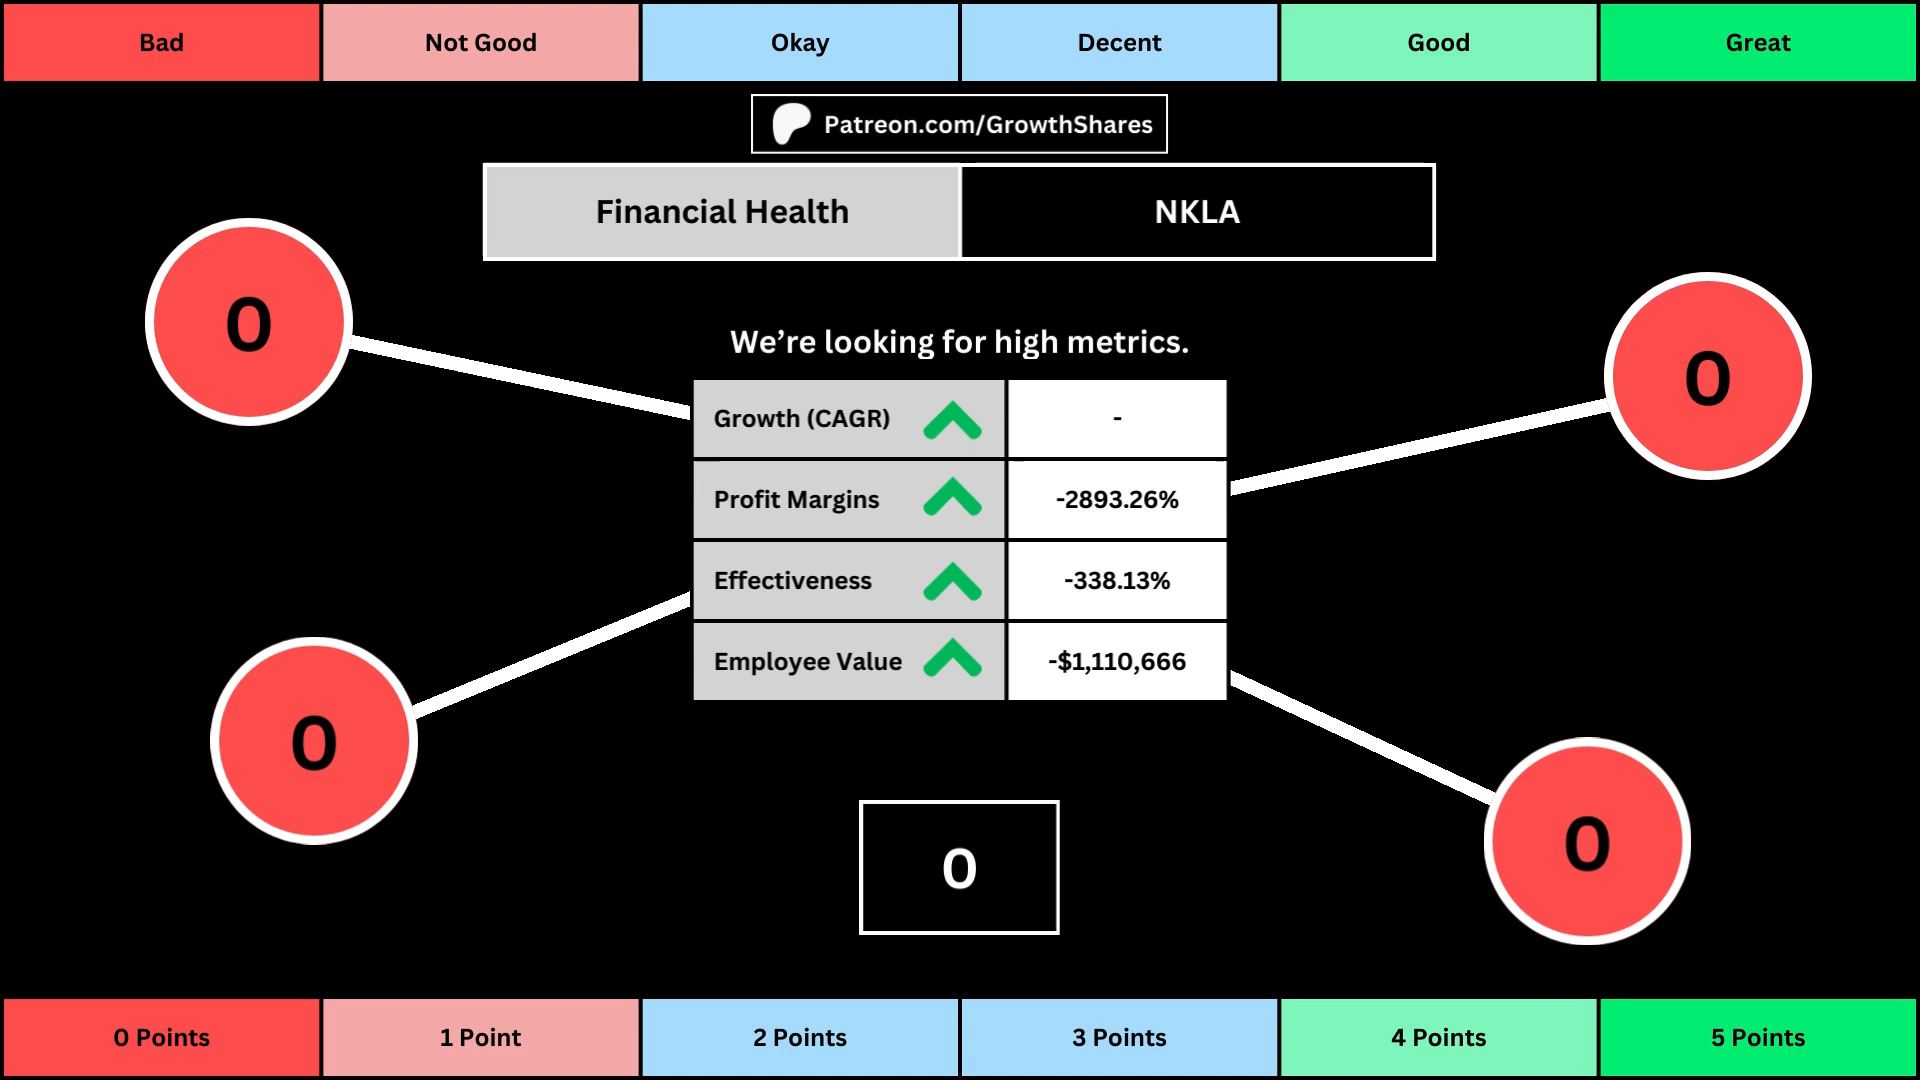 Bad
Not Good
Okay
Decent
Good
Great
Patreon.com/GrowthShares
Financial Health
NKLA
0
0
We’re looking for high metrics.
Growth (CAGR)
-
Profit Margins
-2893.26%
Effectiveness
-338.13%
Employee Value
-$1,110,666
0
0
0
0 Points
1 Point
2 Points
3 Points
4 Points
5 Points